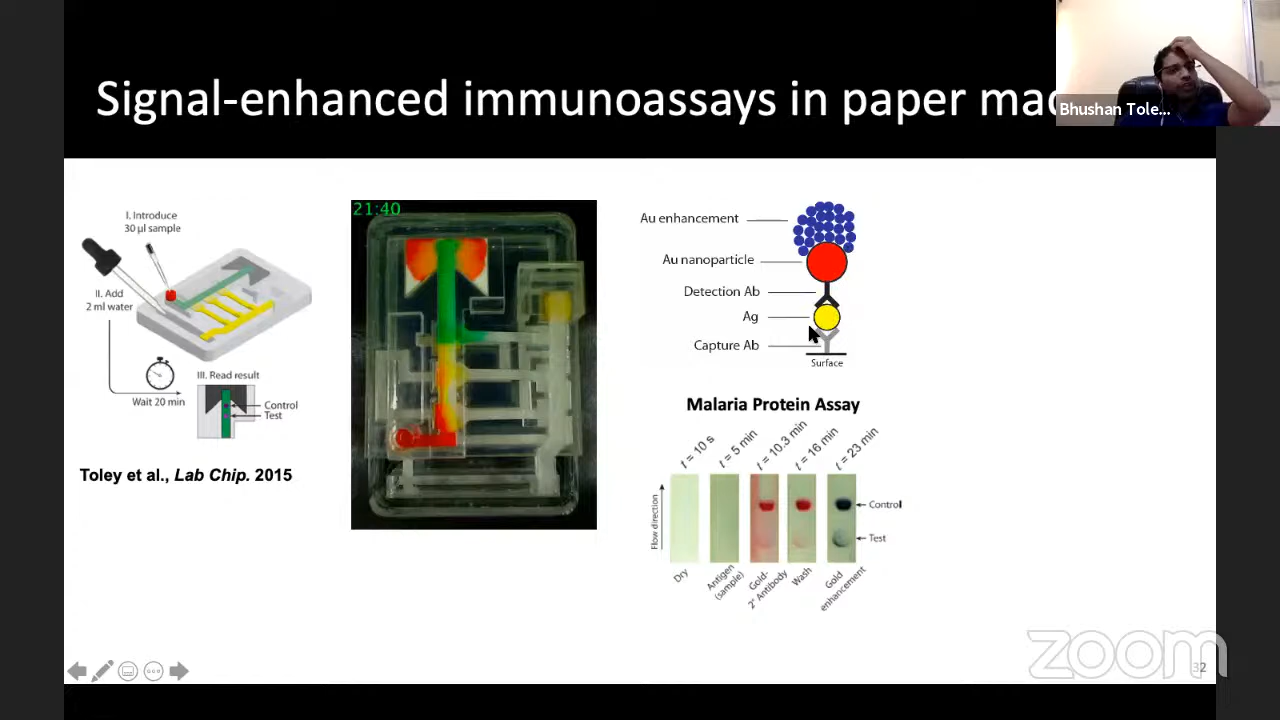 Signal-enhanced immunoassays in paper mac
Bhushan Tole...
I. Introduce
30 µl sample
II. Add
2 ml water
Wait 20 min
III. Read result
Control
Test
Toley et al., Lab Chip. 2015
21:40
Au enhancement
Au nanoparticle
Detection Ab
Ag
Capture Ab
Surface
Malaria Protein Assay
t = 10 s
t = 5 min
t = 10.3 min
t = 16 min
t = 23 min
Flow direction
Control
Test
Dry
Antigen
(sample)
Gold-
2° Antibody
Wash
Gold
enhancement
zoom
32